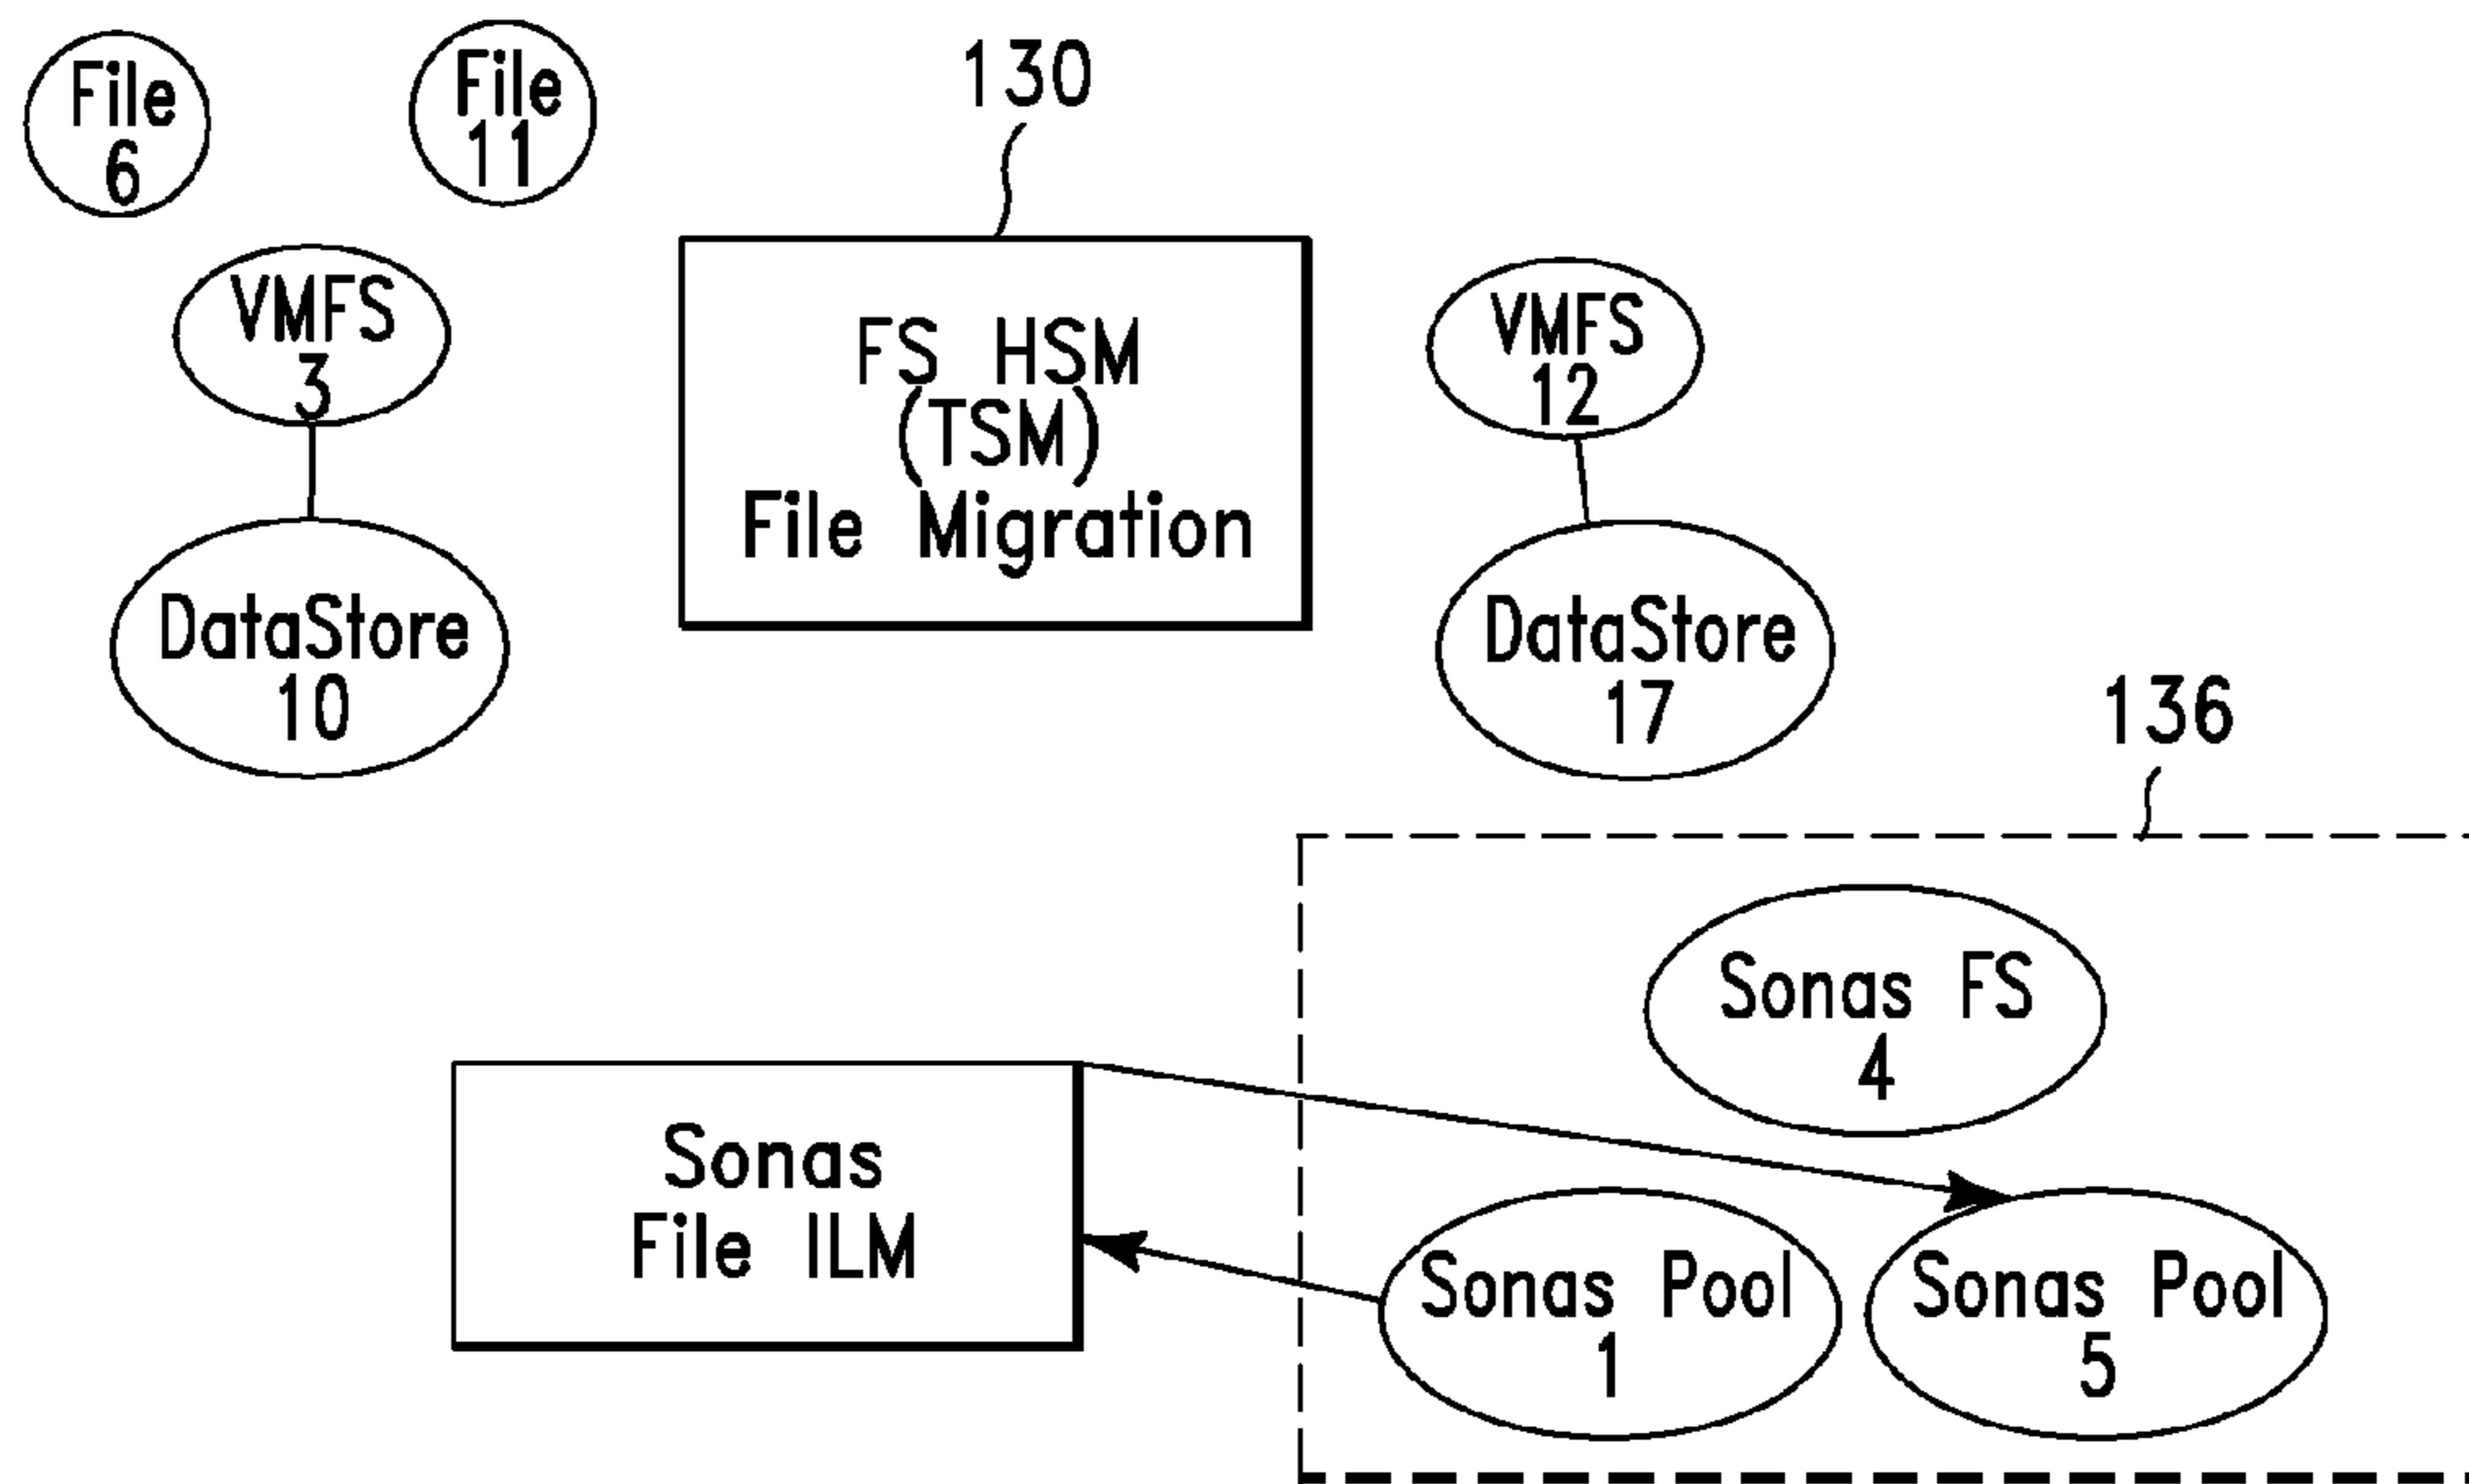 File
6
File
11
130
VMFS
3
FS HSM
(TSM)
File Migration
VMFS
12
DataStore
10
DataStore
17
136
Sonas FS
4
Sonas
File ILM
Sonas Pool
1
Sonas Pool
5